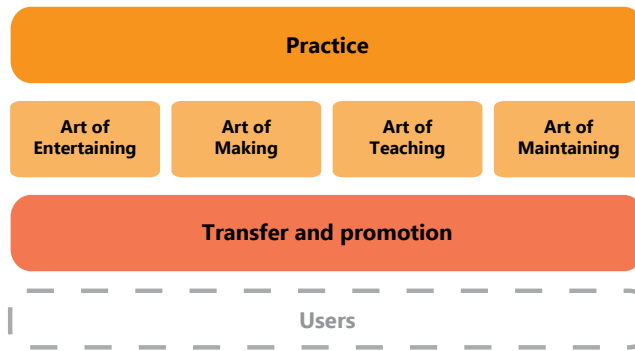 Practice
Art of
Entertaining
Art of
Making
Art of
Teaching
Art of
Maintaining
Transfer and promotion
Users